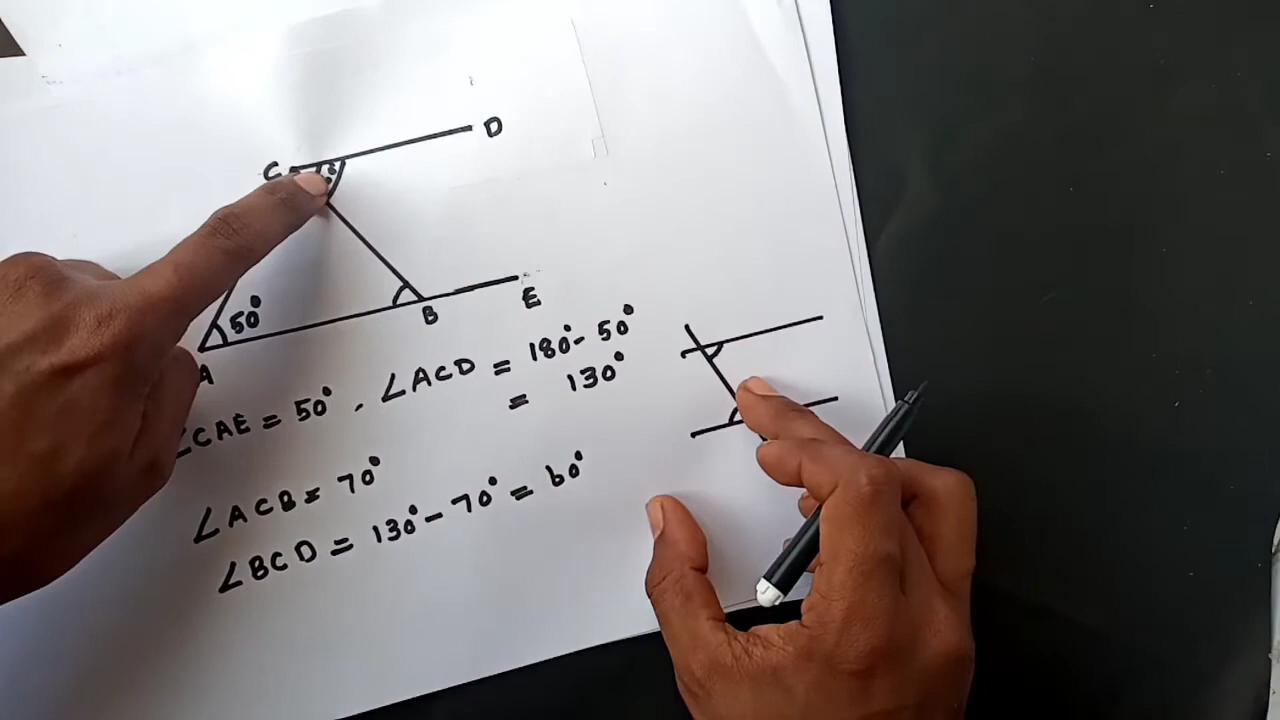 C
D
50°
B
E
A
∠CAE = 50° . ∠ACD = 180° - 50°
= 130°
∠ACB = 70°
∠BCD = 130° - 70° = 60°